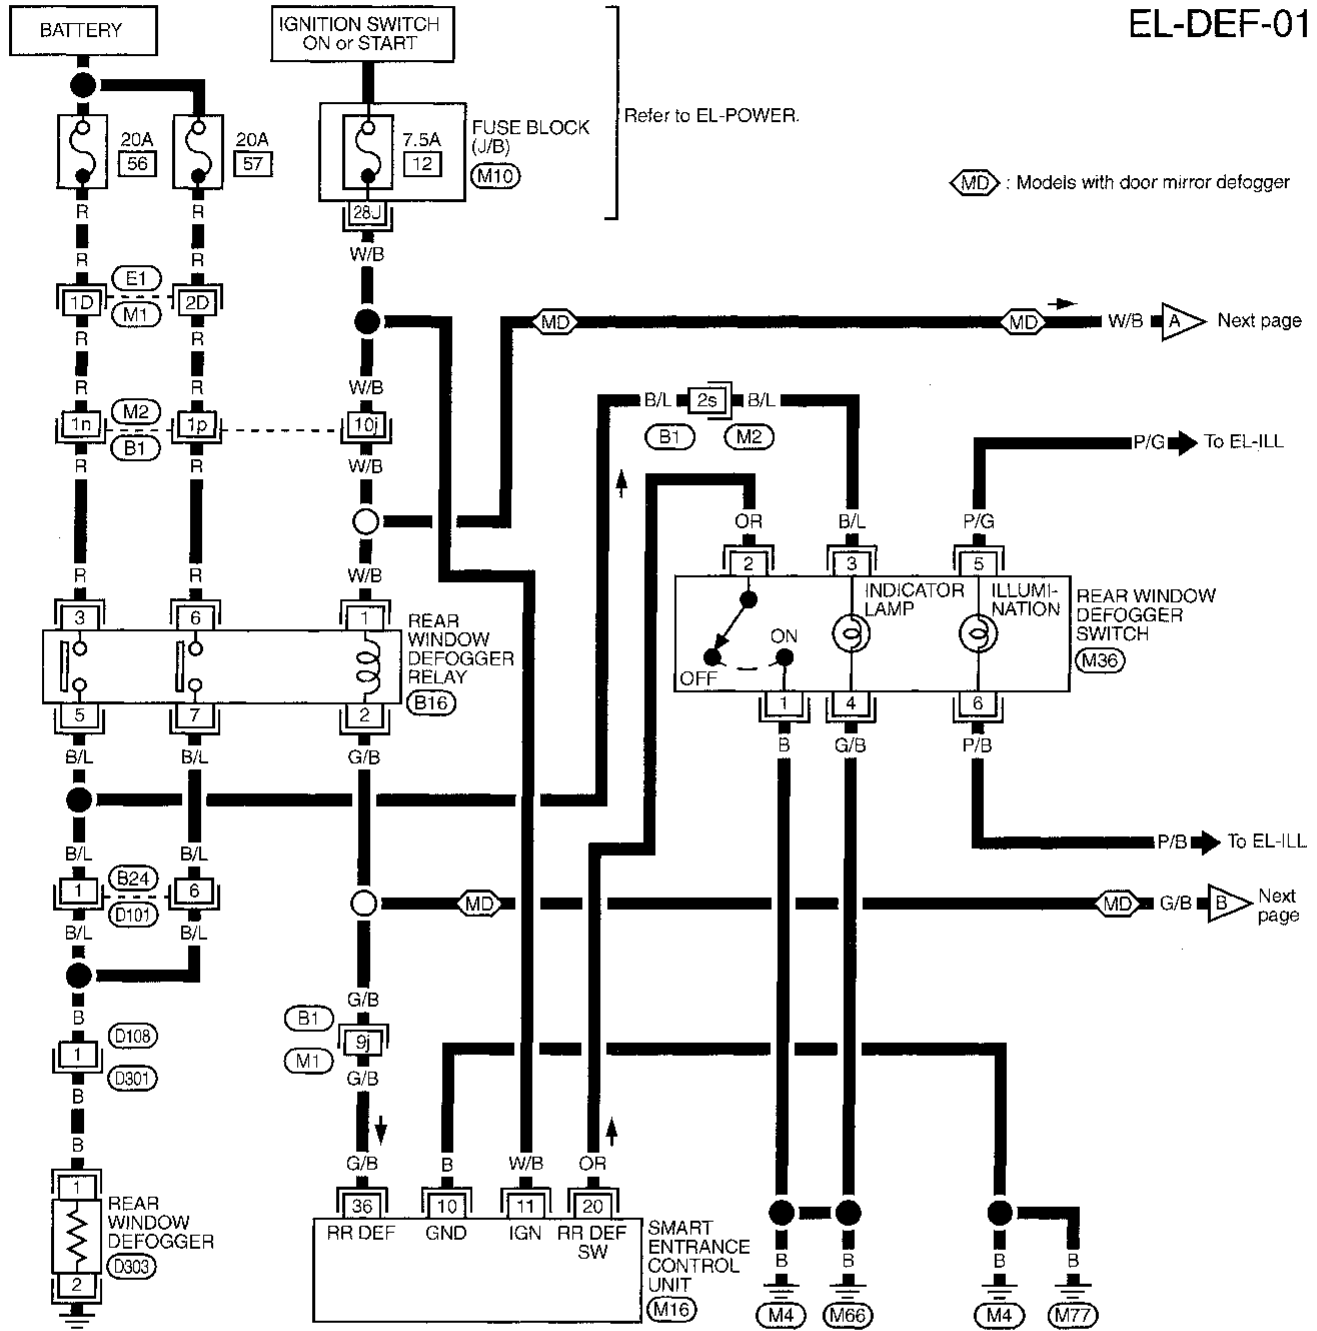 EL-DEF-01
BATTERY
IGNITION SWITCH
ON or START
Refer to EL-POWER.
20A
56
20A
57
7.5A
12
FUSE BLOCK
(J/B)
M10
28J
MD : Models with door mirror defogger
R
R
W/B
R
R
1D
E1
M1
2D
MD
MD
W/B
A
Next page
R
R
R
R
W/B
B/L
2s
B/L
B1
M2
1n
M2
B1
1p
10j
P/G
To EL-ILL
R
R
W/B
OR
B/L
P/G
R
R
W/B
2
3
5
3
6
1
REAR
WINDOW
DEFOGGER
RELAY
B16
INDICATOR
LAMP
ILLUMI-
NATION
REAR WINDOW
DEFOGGER
SWITCH
M36
ON
OFF
5
7
2
1
4
6
B/L
B/L
G/B
B
G/B
P/B
B/L
B/L
P/B
To EL-ILL
1
B24
D101
6
MD
MD
G/B
B
Next
page
B/L
B/L
G/B
B
D108
1
D301
B1
9j
M1
G/B
B
B
G/B
B
W/B
OR
1
36
10
11
20
REAR
WINDOW
DEFOGGER
D303
2
RR DEF
GND
IGN
RR DEF
SW
SMART
ENTRANCE
CONTROL
UNIT
M16
B
B
B
B
M4
M66
M4
M77